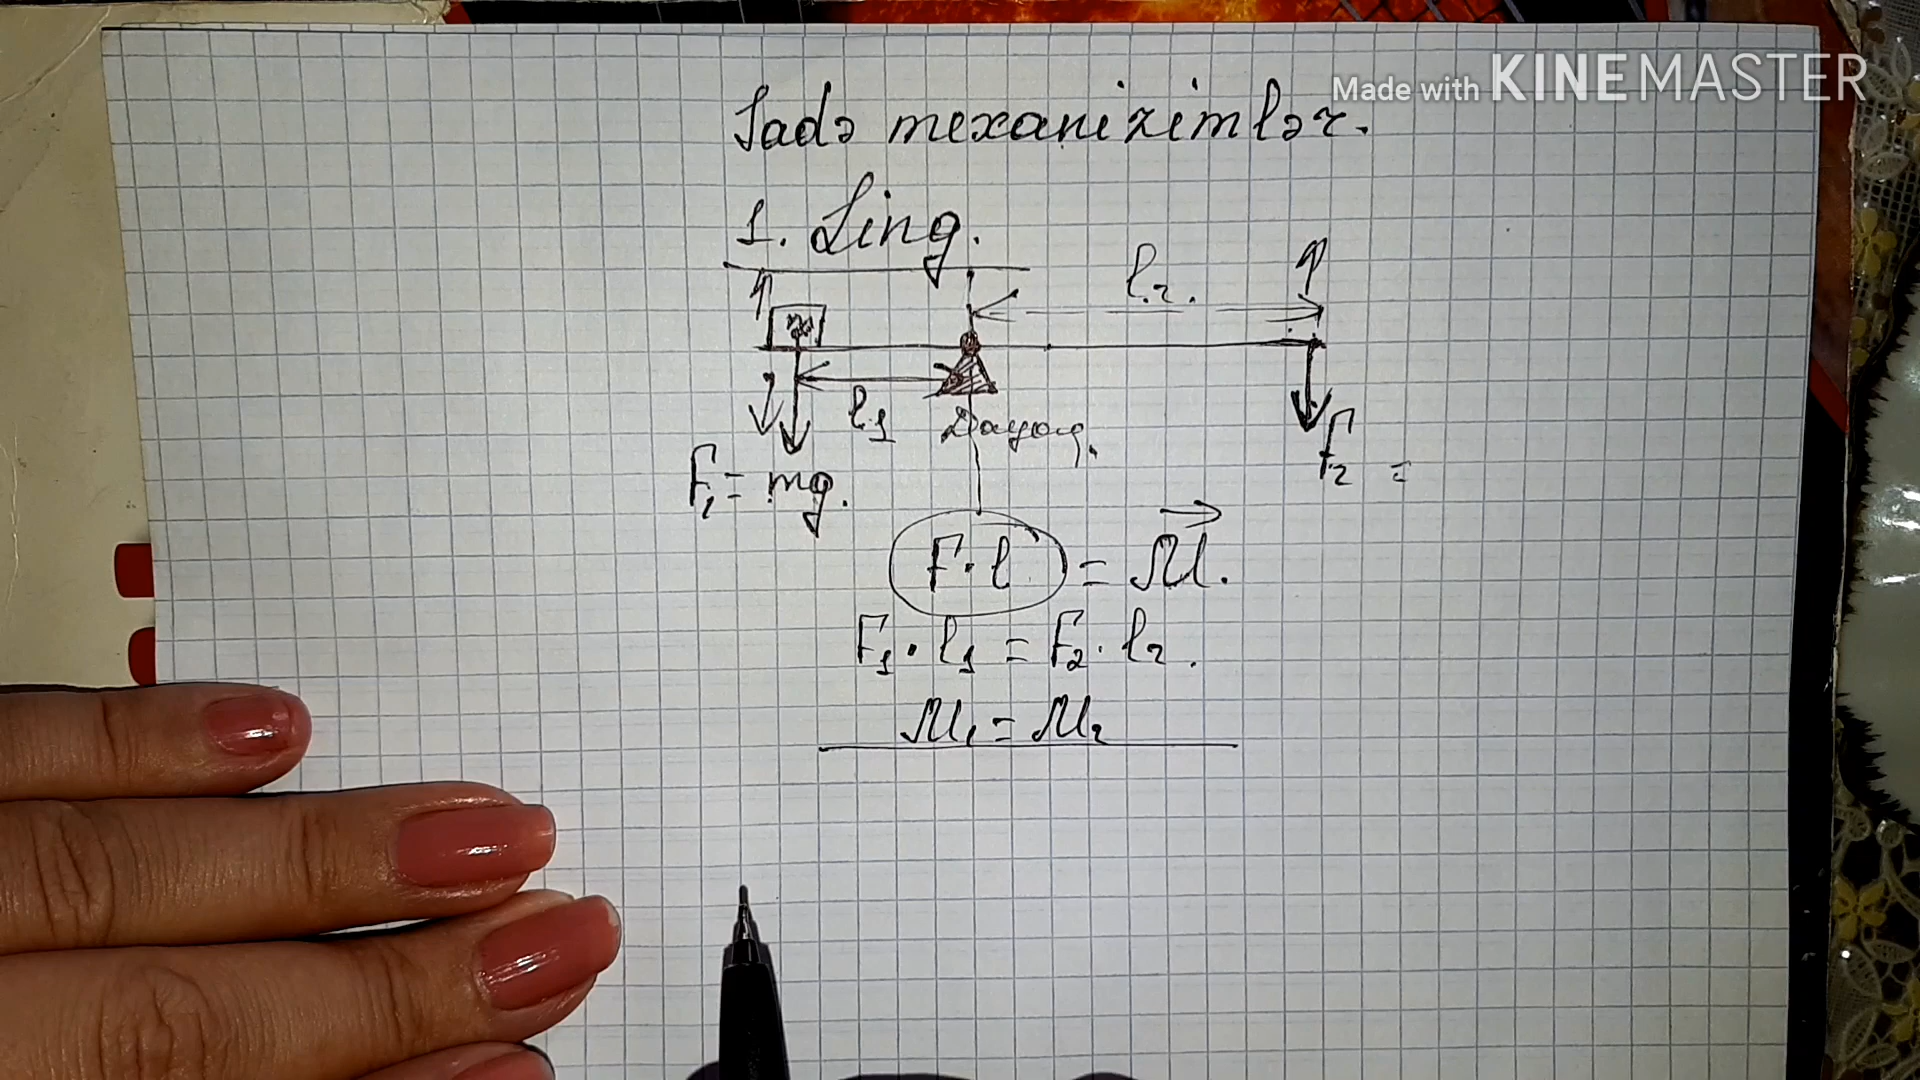 Made with KINEMASTER
Sadə mexanizimlər.
1. Ling.
l2.
m
l1 Dayaq.
F1 = mg.
F2 =
F·l = M.
F1 · l1 = F2 · l2.
M1 = M2